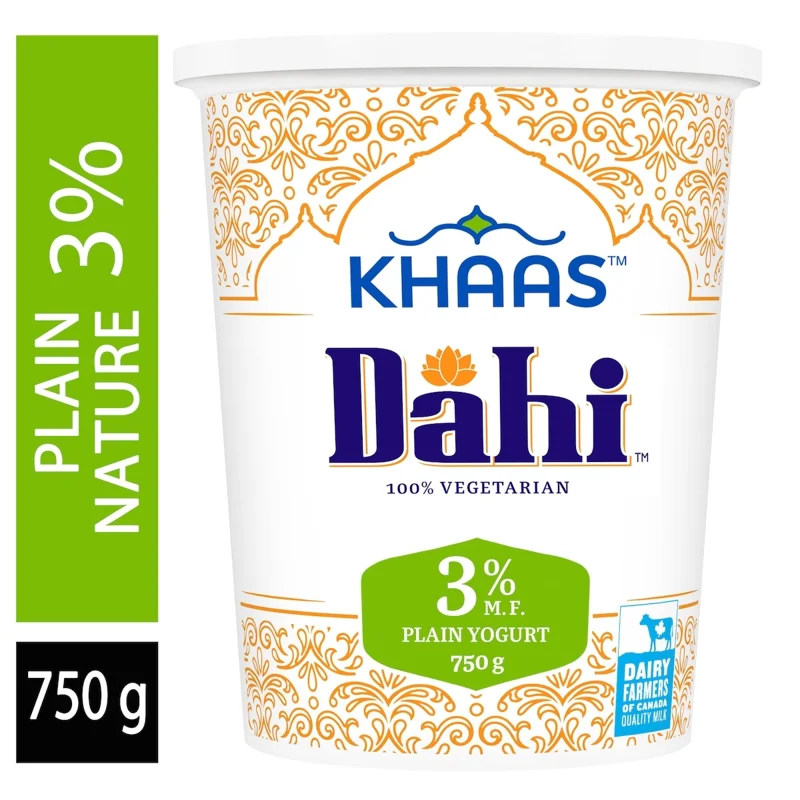 PLAIN 3%
NATURE
750 g
KHAAS™
Dahi™
100% VEGETARIAN
3% M.F.
PLAIN YOGURT
750 g
DAIRY
FARMERS
OF CANADA
QUALITY MILK